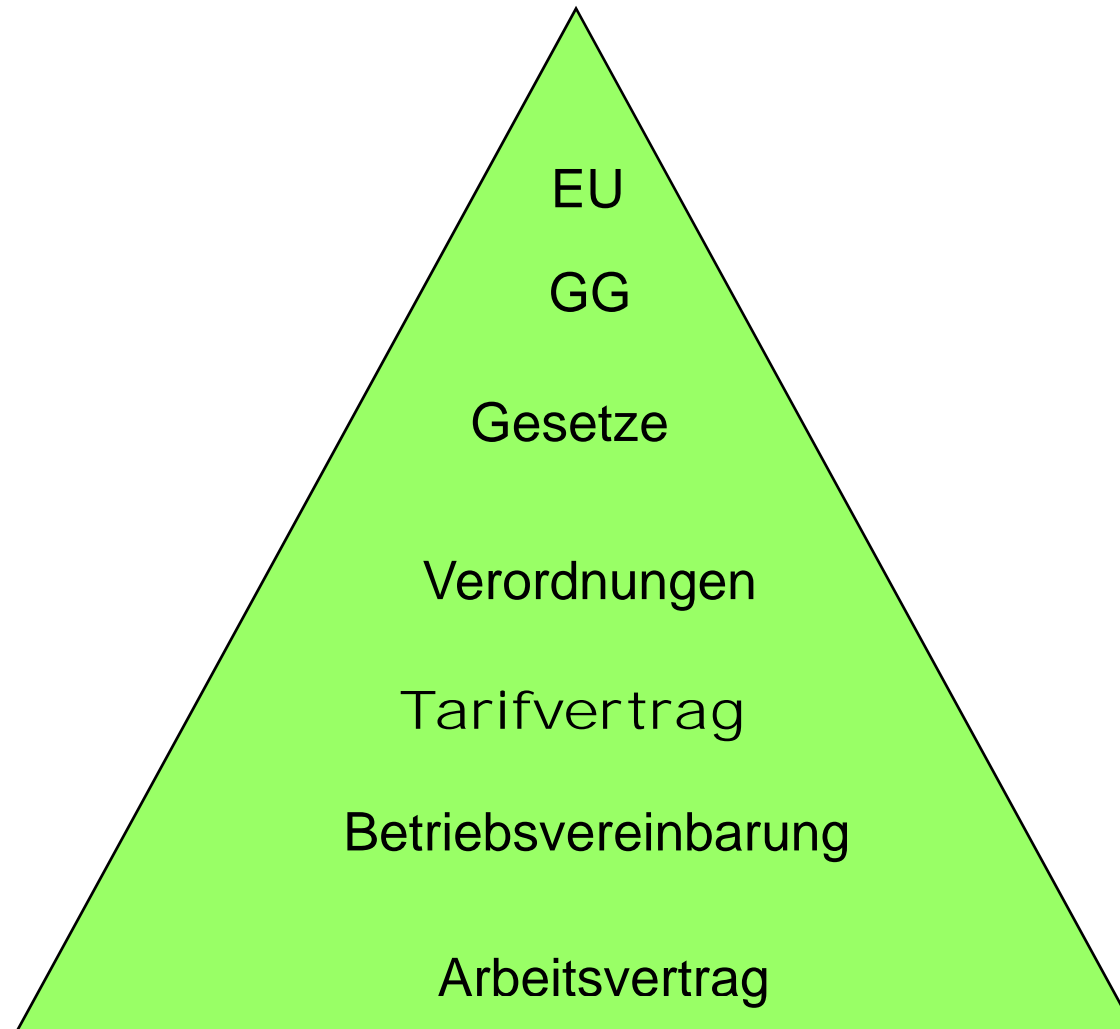 EU
GG
Gesetze
Verordnungen
Tarifvertrag
Betriebsvereinbarung
Arbeitsvertrag